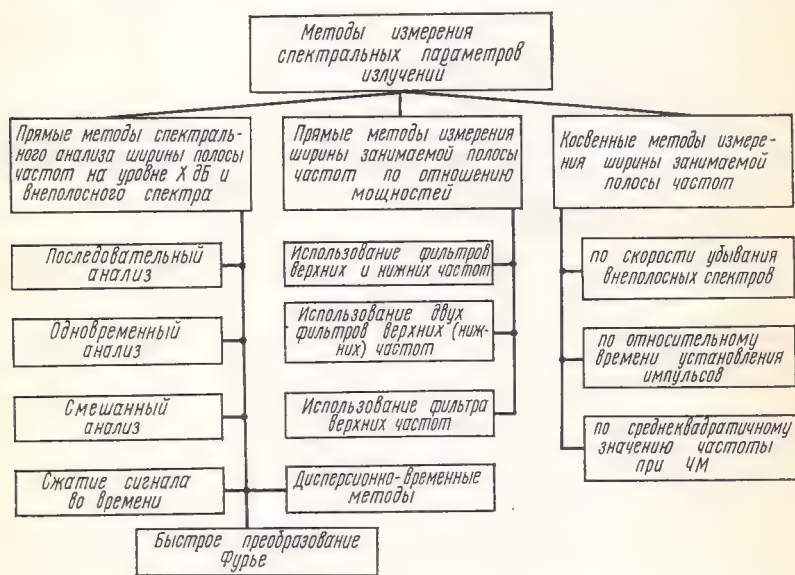 Методы измерения
спектральных параметров
излучений
Прямые методы спектраль-
ного анализа ширины полосы
частот на уровне X дБ и
внеполосного спектра
Последовательный
анализ
Одновременный
анализ
Смешанный
анализ
Сжатие сигнала
во времени
Дисперсионно-временные
методы
Быстрое преобразование
Фурье
Прямые методы измерения
ширины занимаемой полосы
частот по отношению
мощностей
Использование фильтров
верхних и нижних частот
Использование двух
фильтров верхних (ниж-
них) частот
Использование фильтра
верхних частот
Косвенные методы измере-
ния ширины занимаемой
полосы частот
по скорости убывания
внеполосных спектров
по относительному
времени установления
импульсов
по среднеквадратичному
значению частоты
при ЧМ